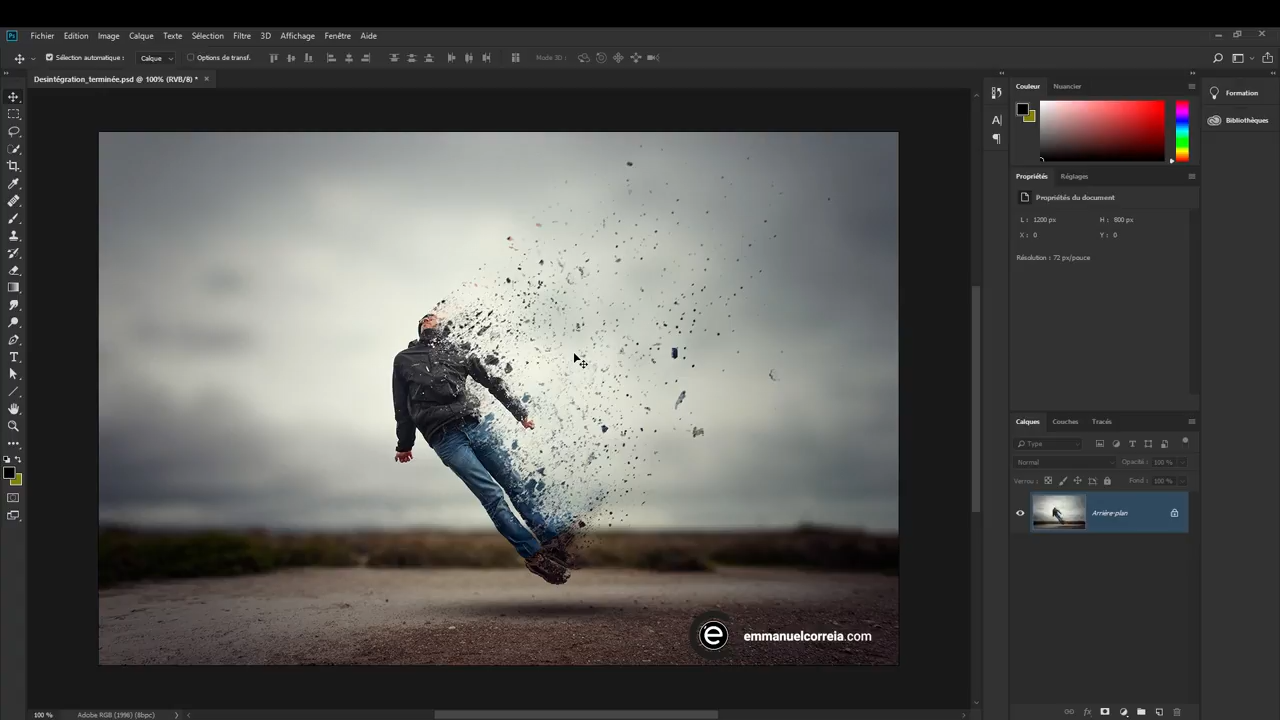 Ps Fichier Edition Image Calque Texte Sélection Filtre 3D Affichage Fenêtre Aide
Sélection automatique : Calque Options de transf. Mode 3D :
Desintégration_terminée.psd @ 100% (RVB/8) *
Couleur Nuancier
Formation
Bibliothèques
Propriétés Réglages
Propriétés du document
L : 1200 px H : 800 px
X : 0 Y : 0
Résolution : 72 px/pouce
Calques Couches Tracés
Type
Normal Opacité : 100 %
Verrou : Fond : 100 %
Arrière-plan
emmanuelcorreia.com
100 % Adobe RGB (1998) (8bpc)